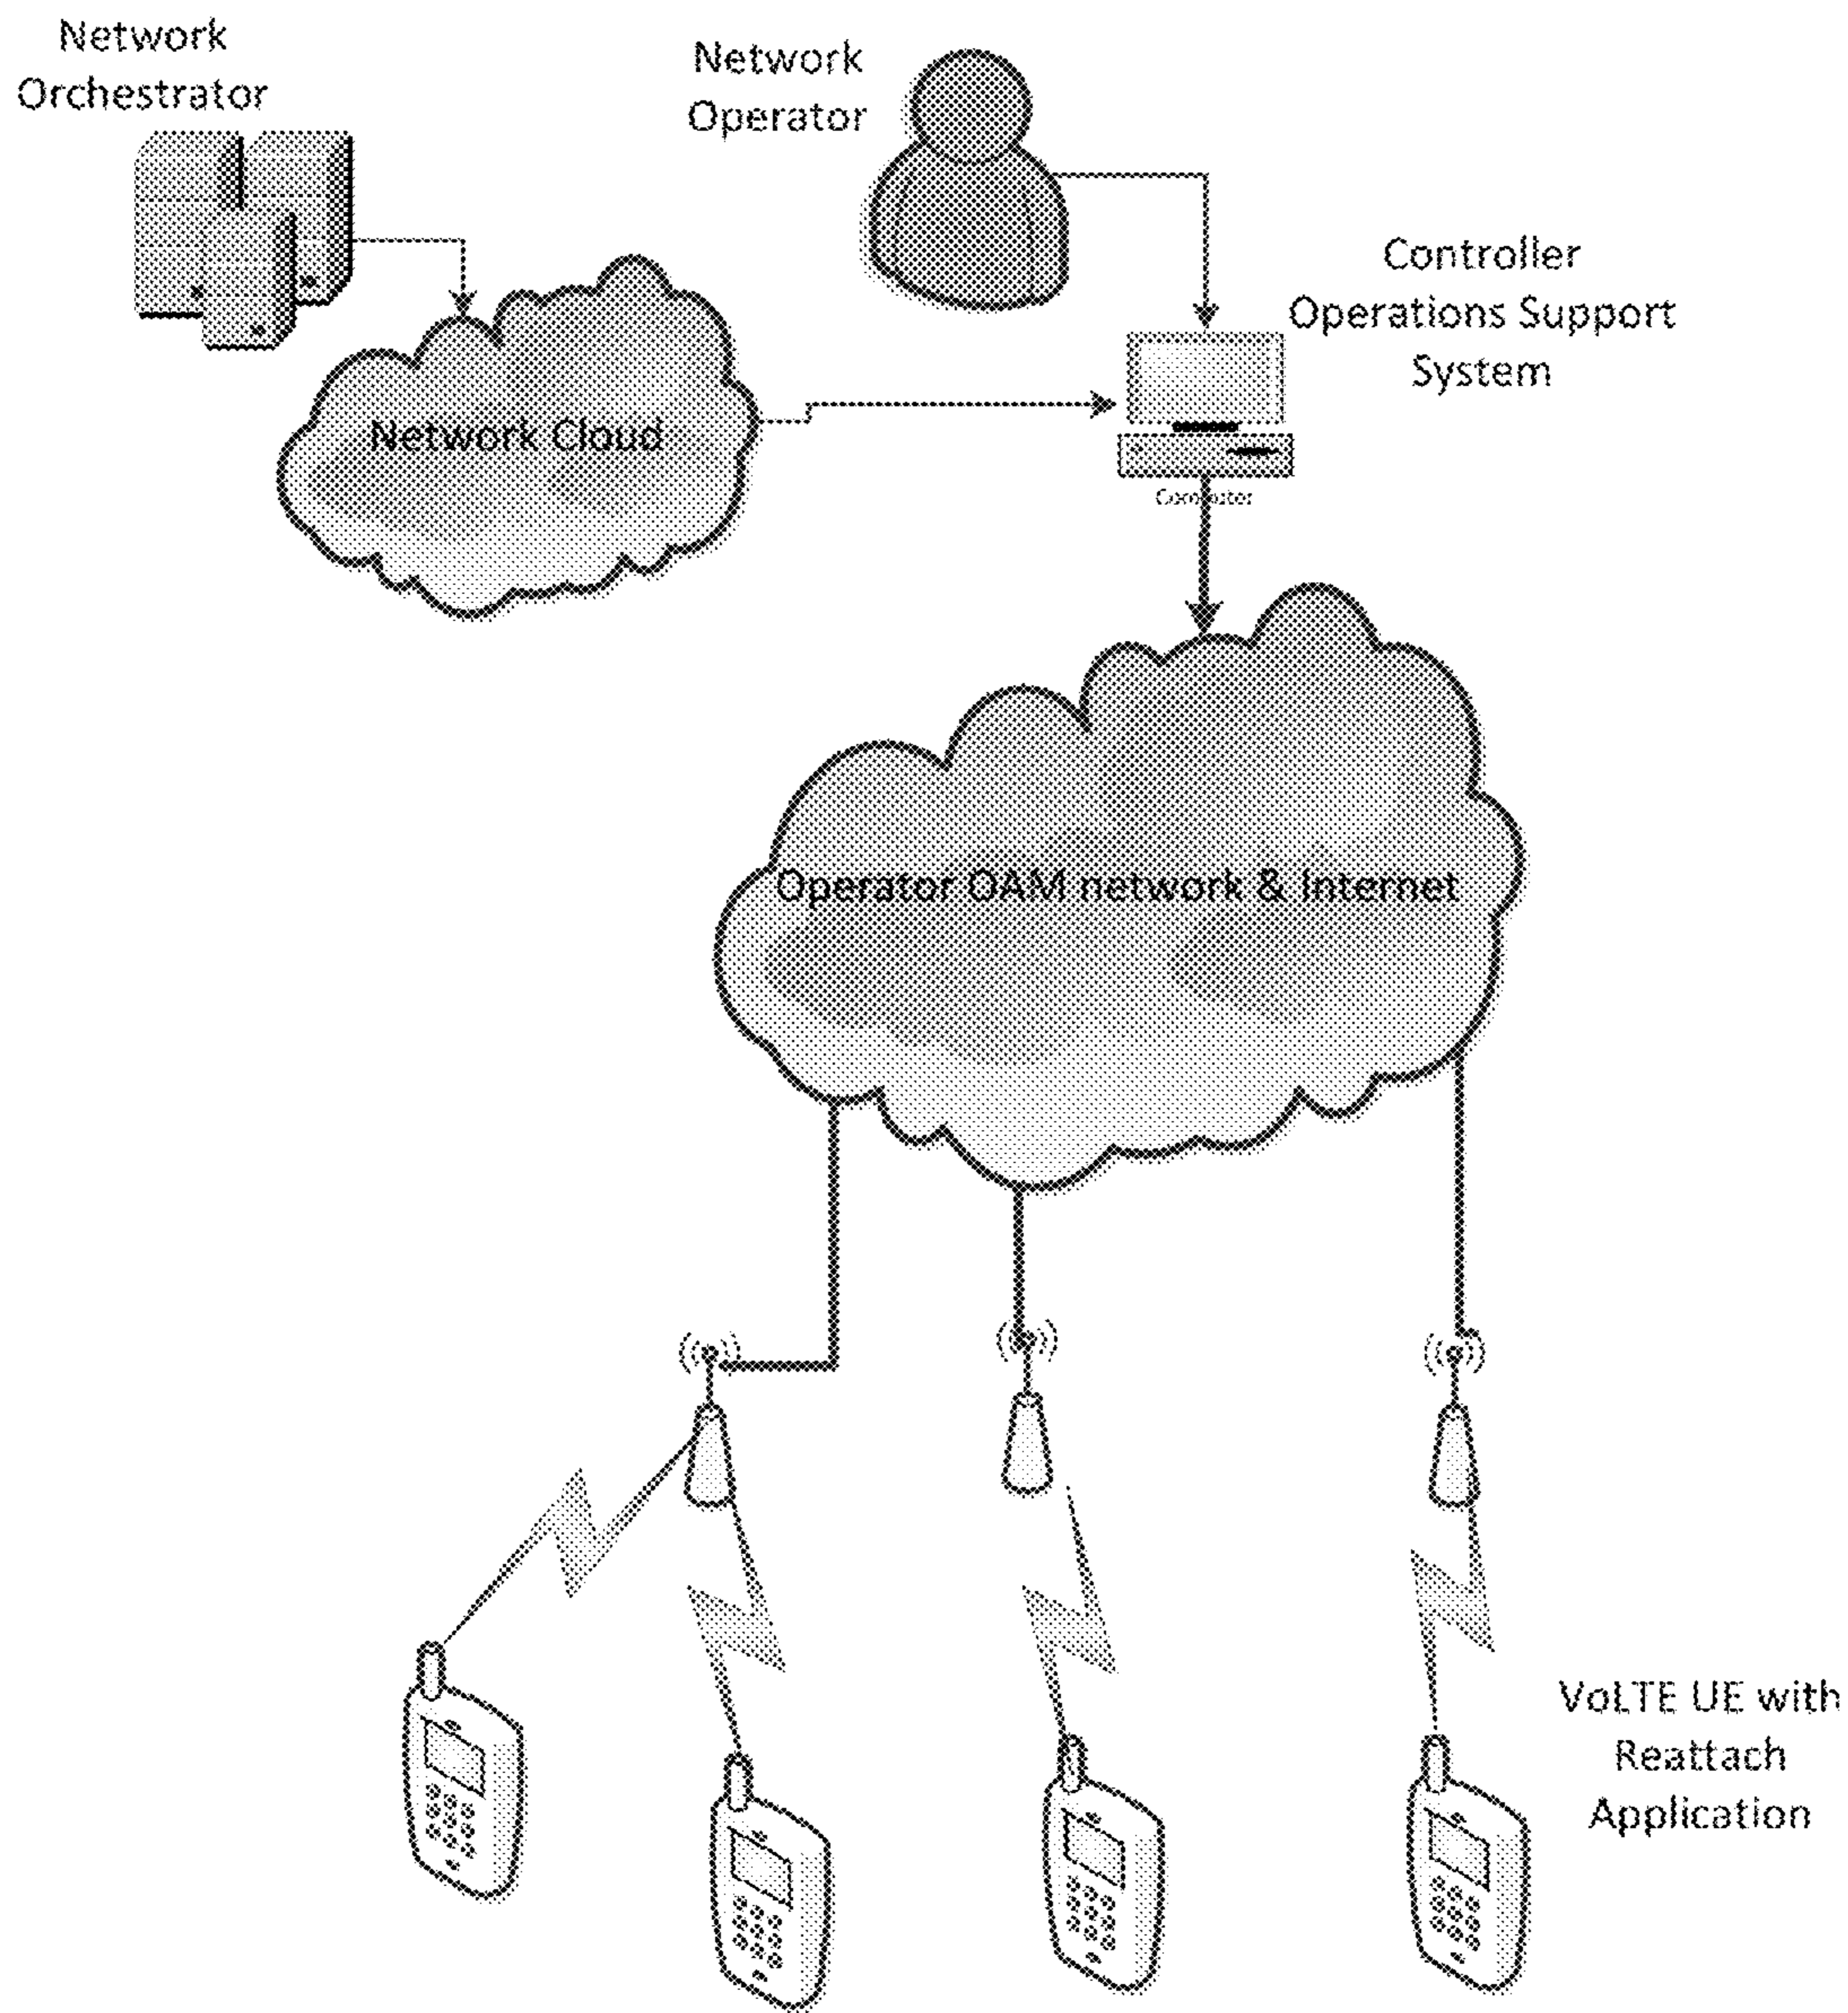 Network
Orchestrator
Network
Operator
Controller
Operations Support
System
Network Cloud
Computer
Operator OAM network & Internet
VoLTE UE with
Reattach
Application